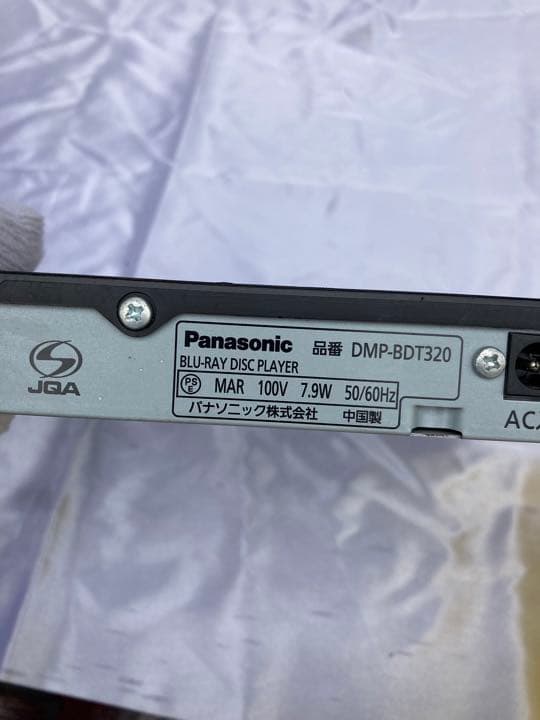 Panasonic 品番 DMP-BDT320
BLU-RAY DISC PLAYER
PS E MAR 100V 7.9W 50/60Hz
パナソニック株式会社 中国製
JQA
AC